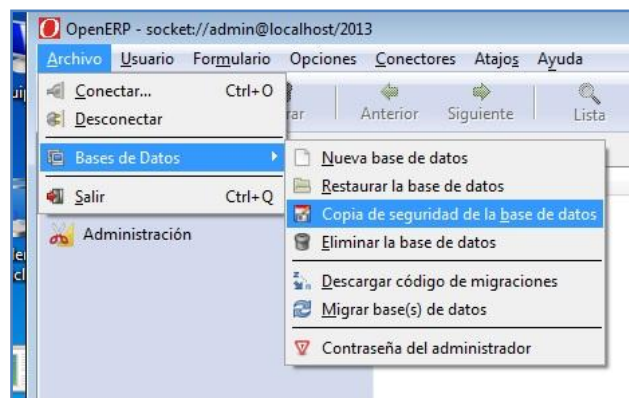 OpenERP - socket://admin@localhost/2013
Archivo Usuario Formulario Opciones Conectores Atajos Ayuda
Conectar... Ctrl+O
Desconectar
Anterior Siguiente Lista
Bases de Datos
Salir Ctrl+Q
Administración
Nueva base de datos
Restaurar la base de datos
Copia de seguridad de la base de datos
Eliminar la base de datos
Descargar código de migraciones
Migrar base(s) de datos
Contraseña del administrador